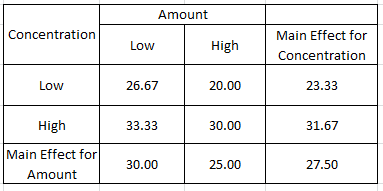 Concentration Amount
Low High Main Effect for
Concentration
Low 26.67 20.00 23.33
High 33.33 30.00 31.67
Main Effect for
Amount 30.00 25.00 27.50